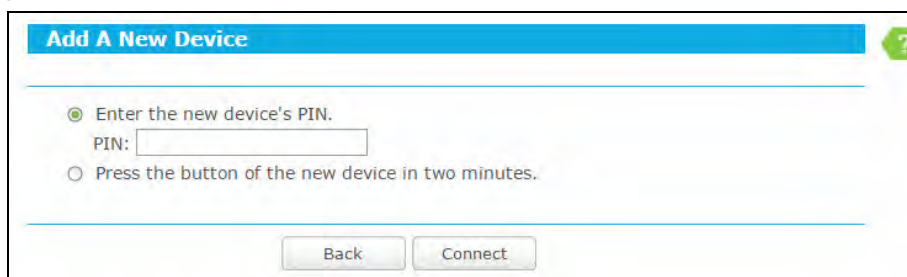 Add A New Device
?
Enter the new device's PIN.
PIN:
Press the button of the new device in two minutes.
Back Connect